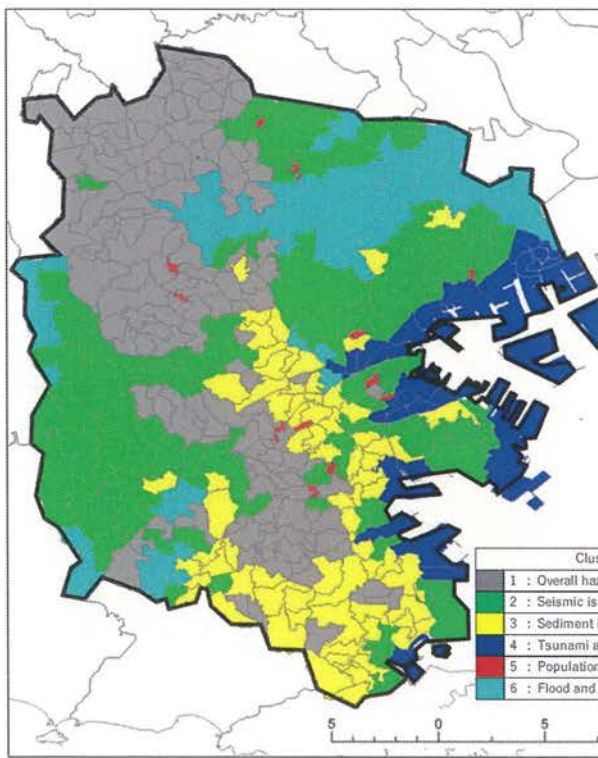 Clus
1 : Overall haz
2 : Seismic is
3 : Sediment
4 : Tsunami a
5 : Population
6 : Flood and
5 0 5